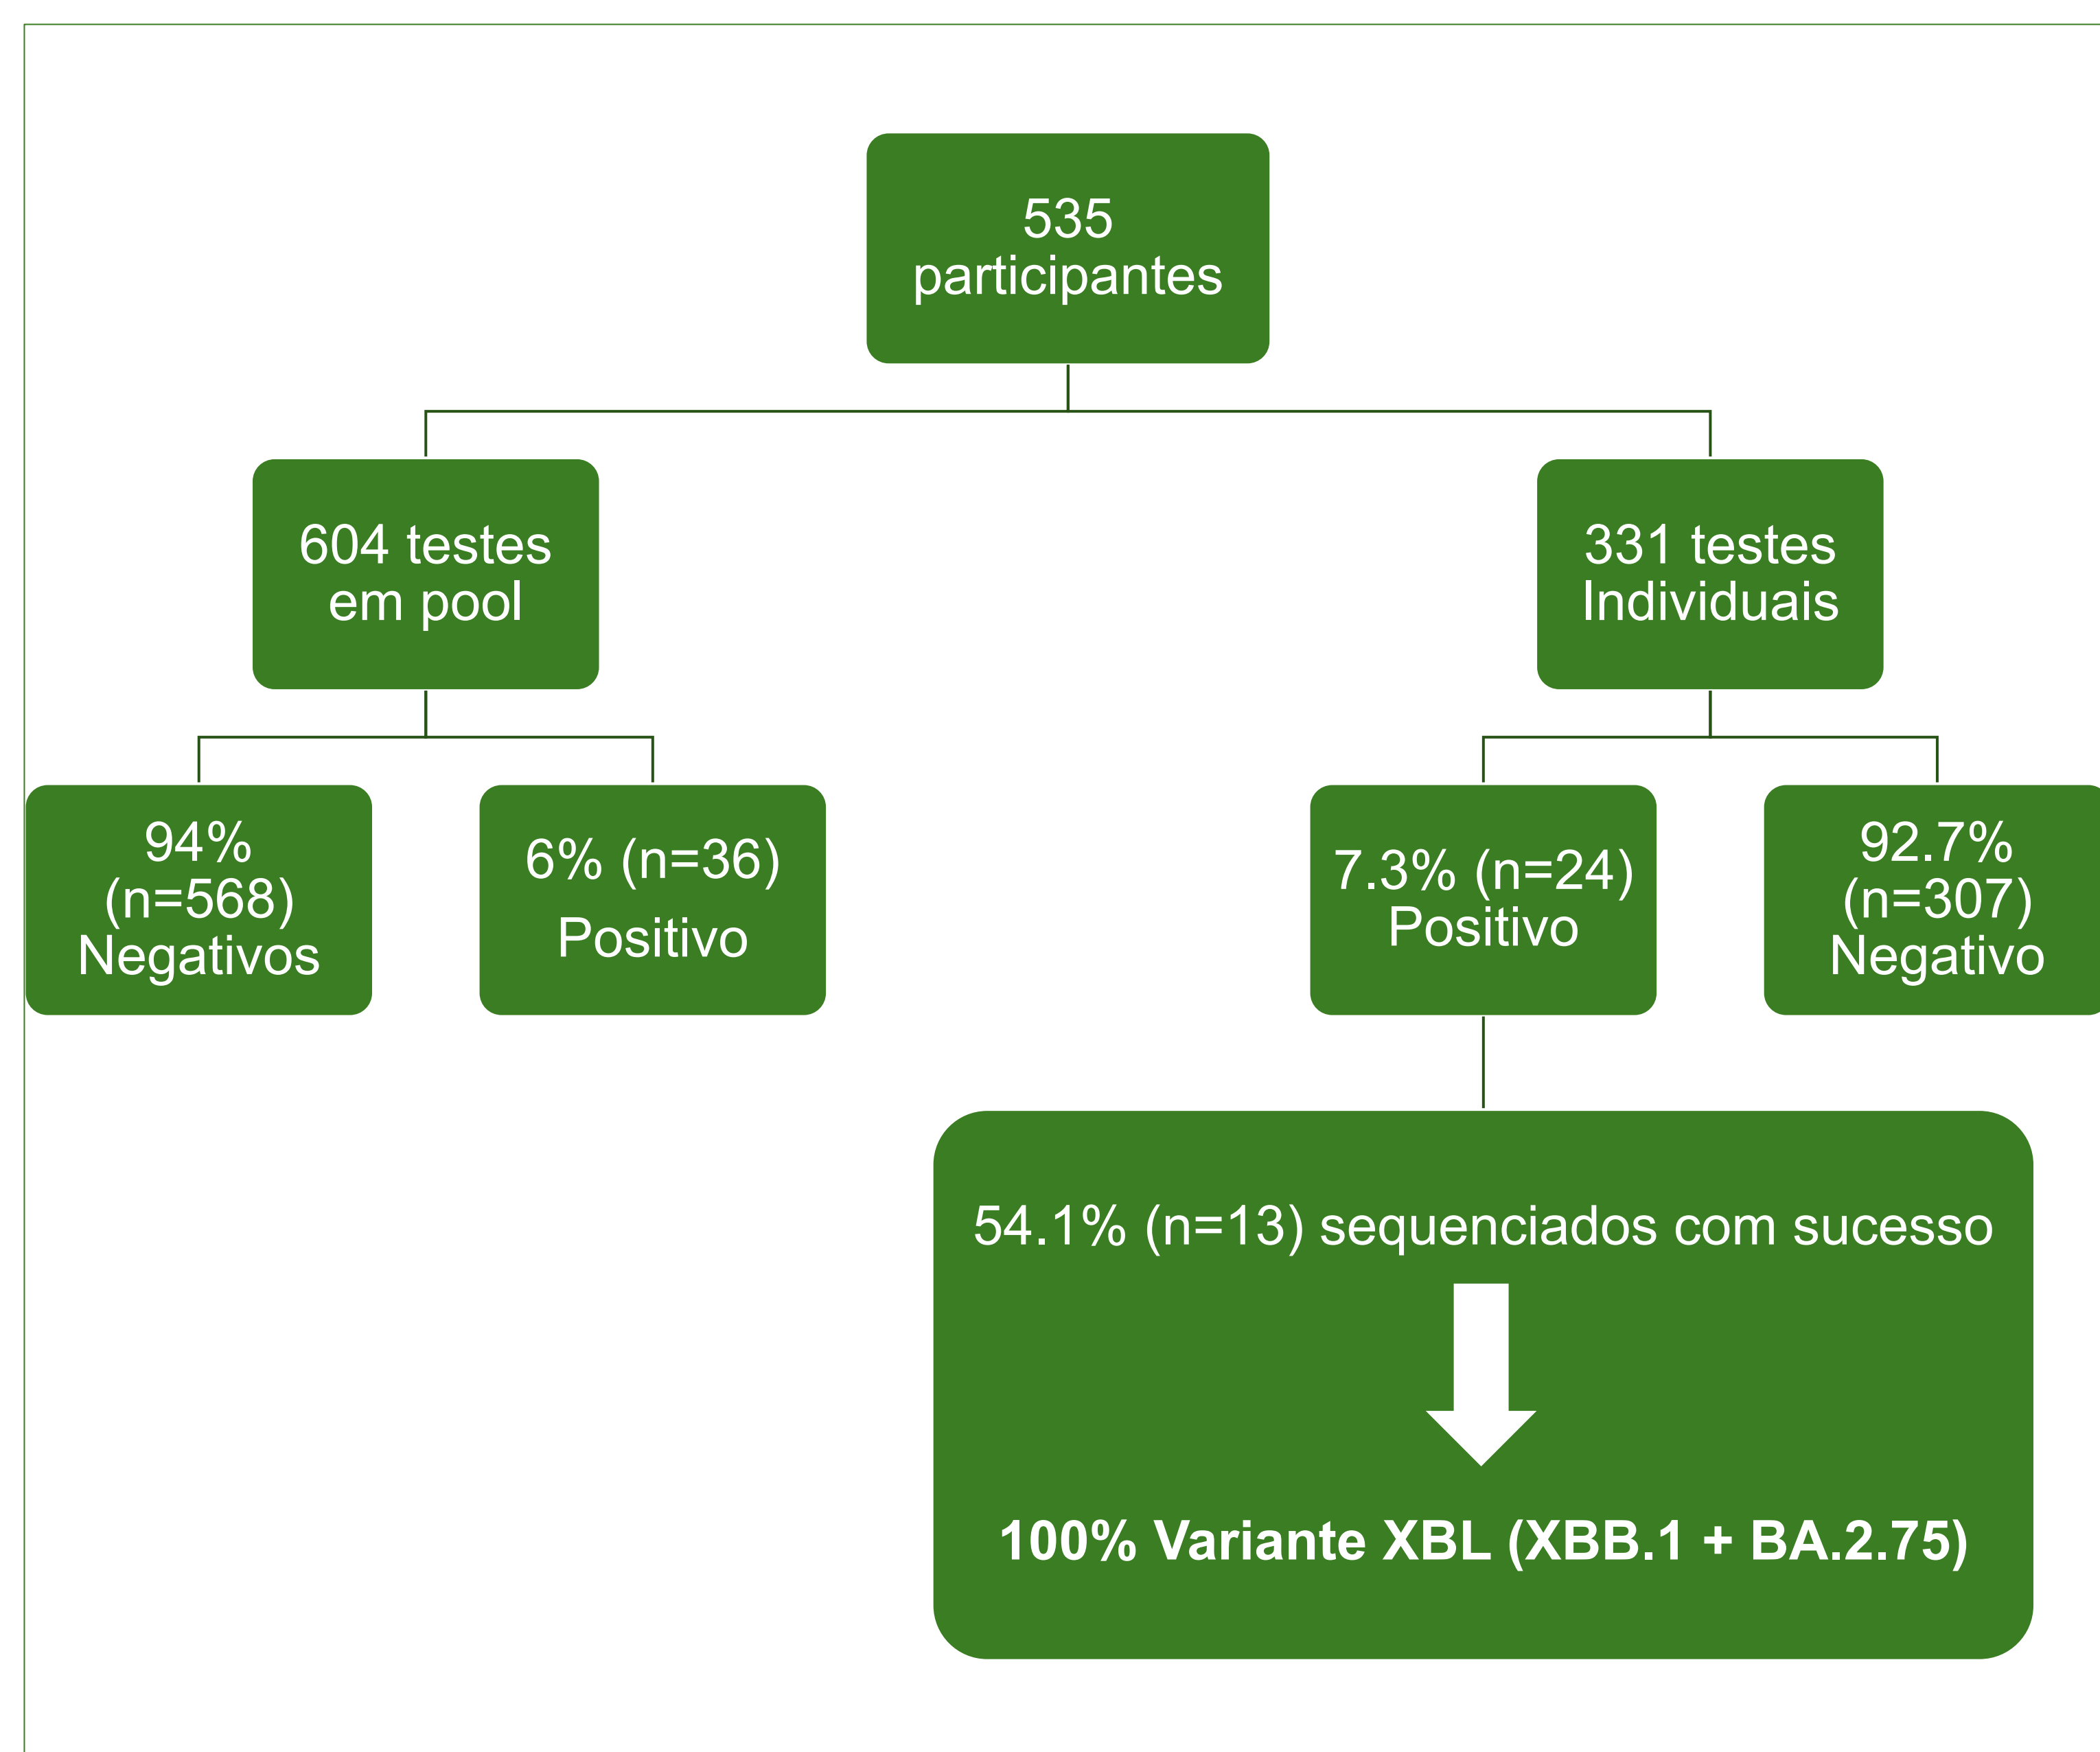 535
participantes
604 testes
em pool
331 testes
Individuais
94%
(n=568)
Negativos
6% (n=36)
Positivo
7.3% (n=24)
Positivo
92.7%
(n=307)
Negativo
54.1% (n=13) sequenciados com sucesso
100% Variante XBL (XBB.1 + BA.2.75)